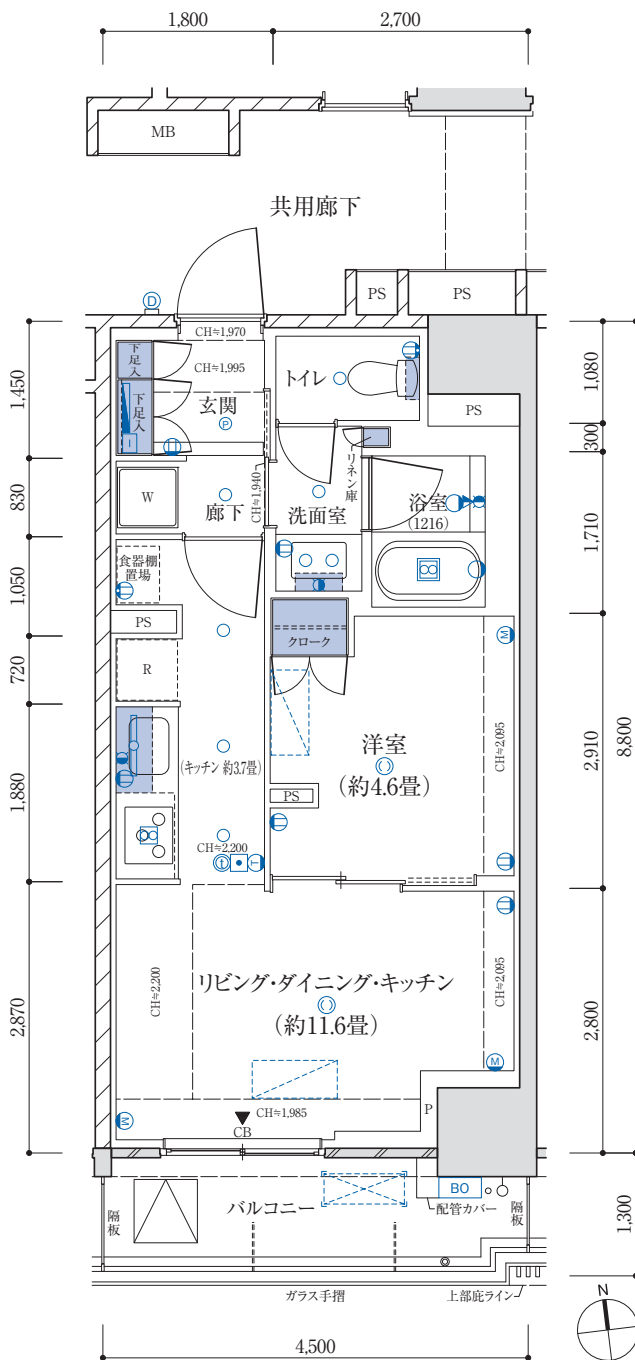 1,800
2,700
MB
共用廊下
PS
PS
D
CH≒1,970
下足入
CH≒1,995
トイレ
下足入
玄関
P
I
PS
リネン庫
CH≒1,940
W
廊下
洗面室
浴室
(1216)
食器棚
置場
PS
クローク
M
R
洋室
(約4.6畳)
CH≒2,095
(キッチン 約3.7畳)
PS
CH≒2,200
t
T
CH≒2,200
リビング・ダイニング・キッチン
(約11.6畳)
CH≒2,095
M
M
CH≒1,985
CB
P
隔板
バルコニー
BO
配管カバー
隔板
ガラス手摺
上部庇ライン
N
1,450
830
1,050
720
1,880
2,870
1,080
300
1,710
2,910
2,800
8,800
1,300
4,500